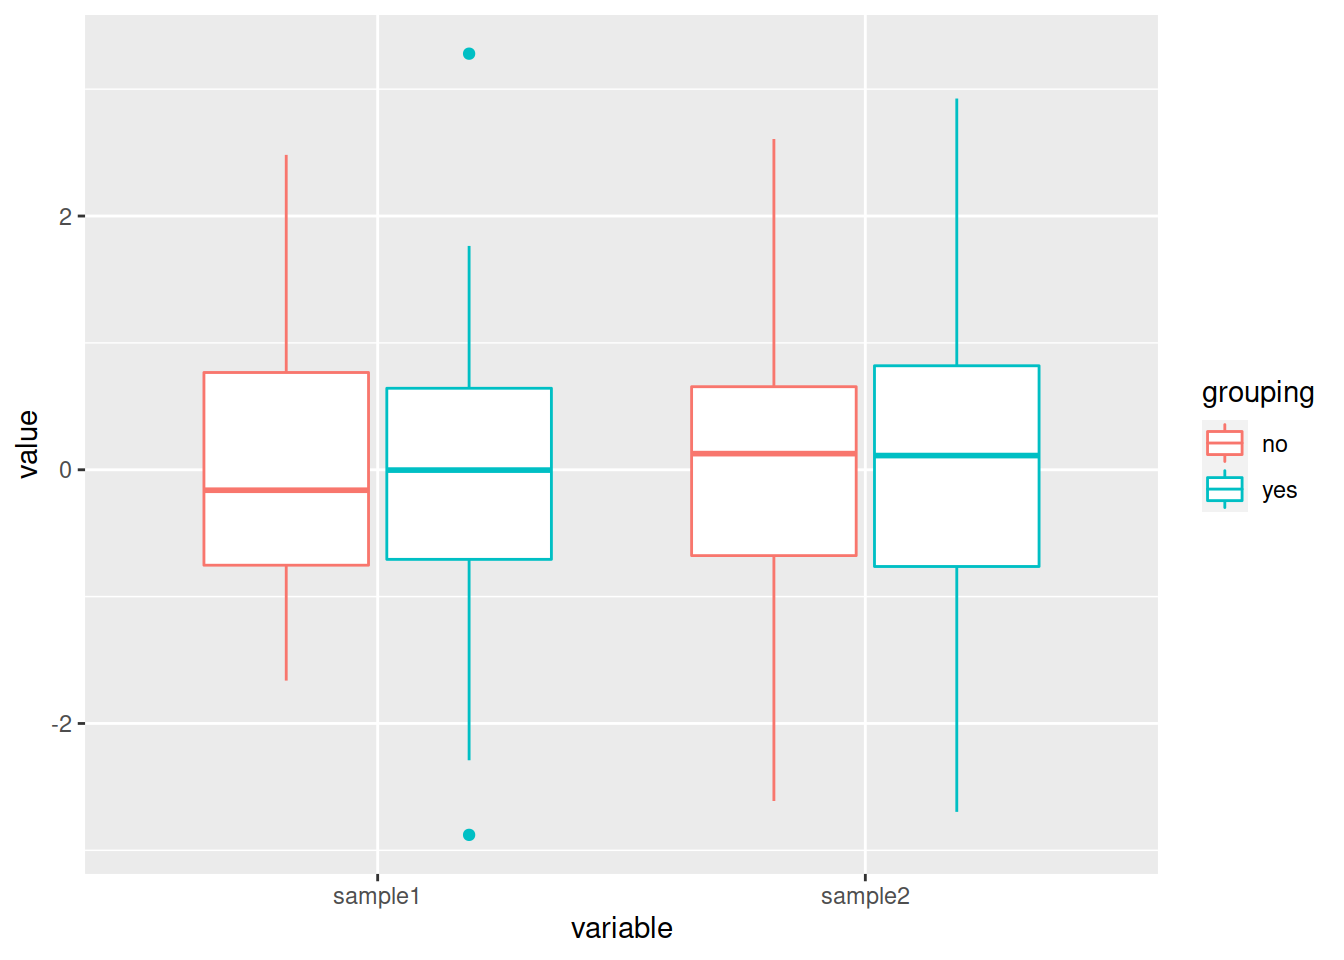 value
2
0
-2
sample1
sample2
variable
grouping
no
yes